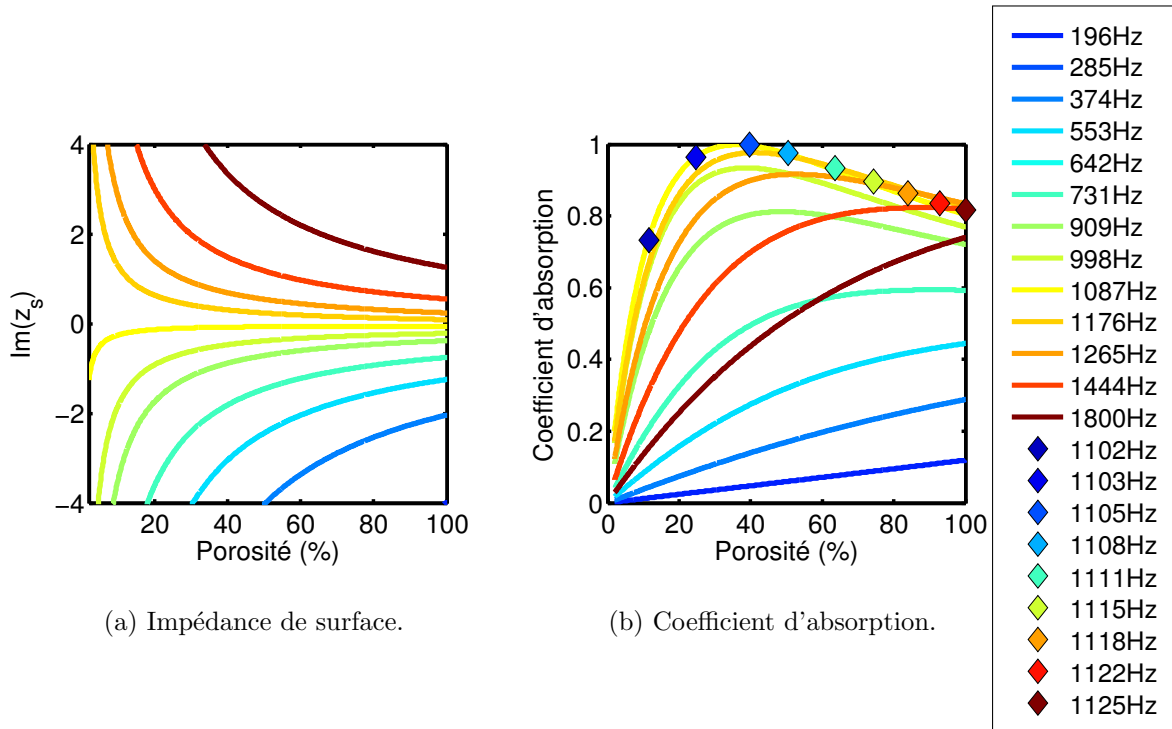 4
2
0
−2
−4
20
40
60
80
100
Im(z_s)
Porosité (%)
(a) Impédance de surface.
1
0.8
0.6
0.4
0.2
0
0
20
40
60
80
100
Coefficient d'absorption
Porosité (%)
(b) Coefficient d'absorption.
196Hz
285Hz
374Hz
553Hz
642Hz
731Hz
909Hz
998Hz
1087Hz
1176Hz
1265Hz
1444Hz
1800Hz
1102Hz
1103Hz
1105Hz
1108Hz
1111Hz
1115Hz
1118Hz
1122Hz
1125Hz